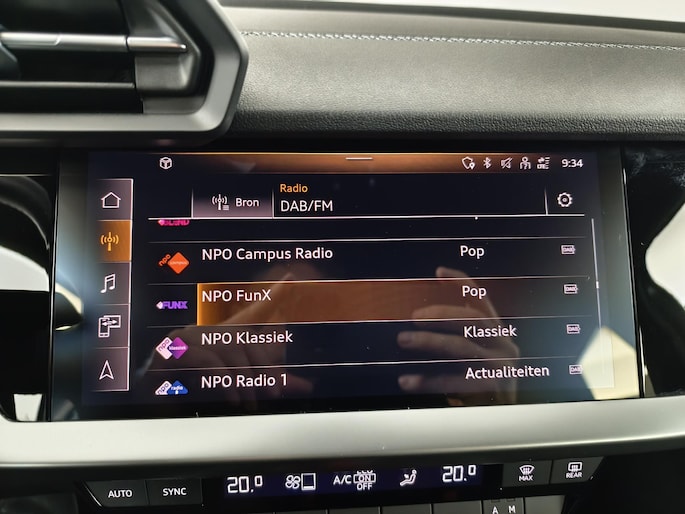 9:34
Radio
Bron
DAB/FM
NPO Campus Radio Pop
FUNX NPO FunX Pop
NPO Klassiek Klassiek
NPO Radio 1 Actualiteiten
AUTO SYNC 20.0 A/C ON OFF 20.0 MAX REAR
A M